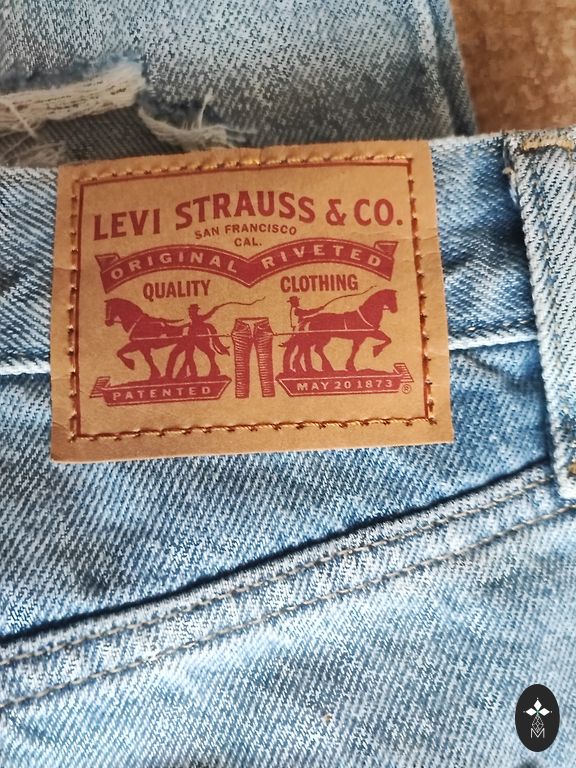 LEVI STRAUSS & CO.
SAN FRANCISCO
CAL.
ORIGINAL RIVETED
QUALITY CLOTHING
PATENTED MAY 20 1873 ®
M